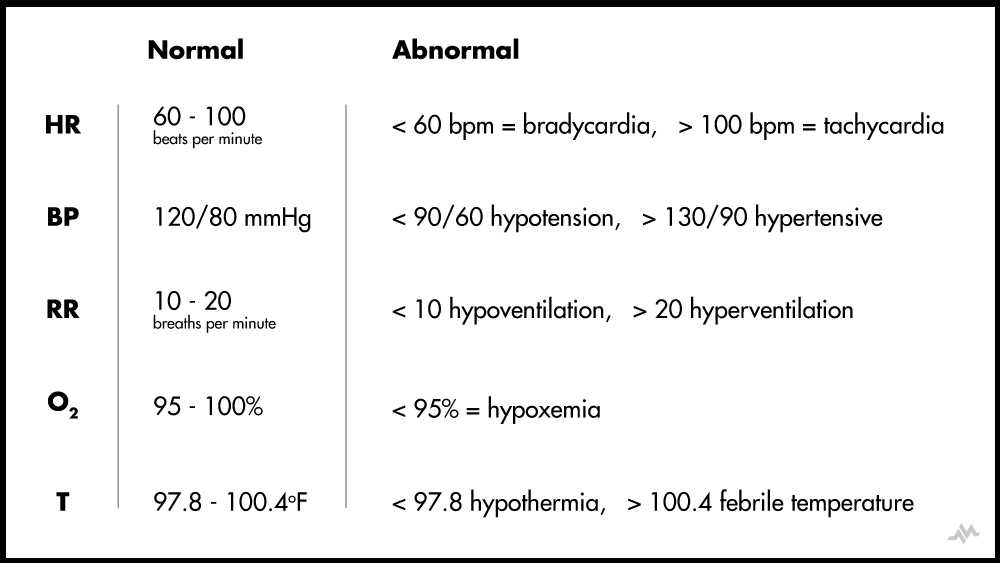 Normal Abnormal
HR 60 - 100 < 60 bpm = bradycardia, > 100 bpm = tachycardia
beats per minute
BP 120/80 mmHg < 90/60 hypotension, > 130/90 hypertensive
RR 10 - 20 < 10 hypoventilation, > 20 hyperventilation
breaths per minute
O₂ 95 - 100% < 95% = hypoxemia
T 97.8 - 100.4ºF < 97.8 hypothermia, > 100.4 febrile temperature